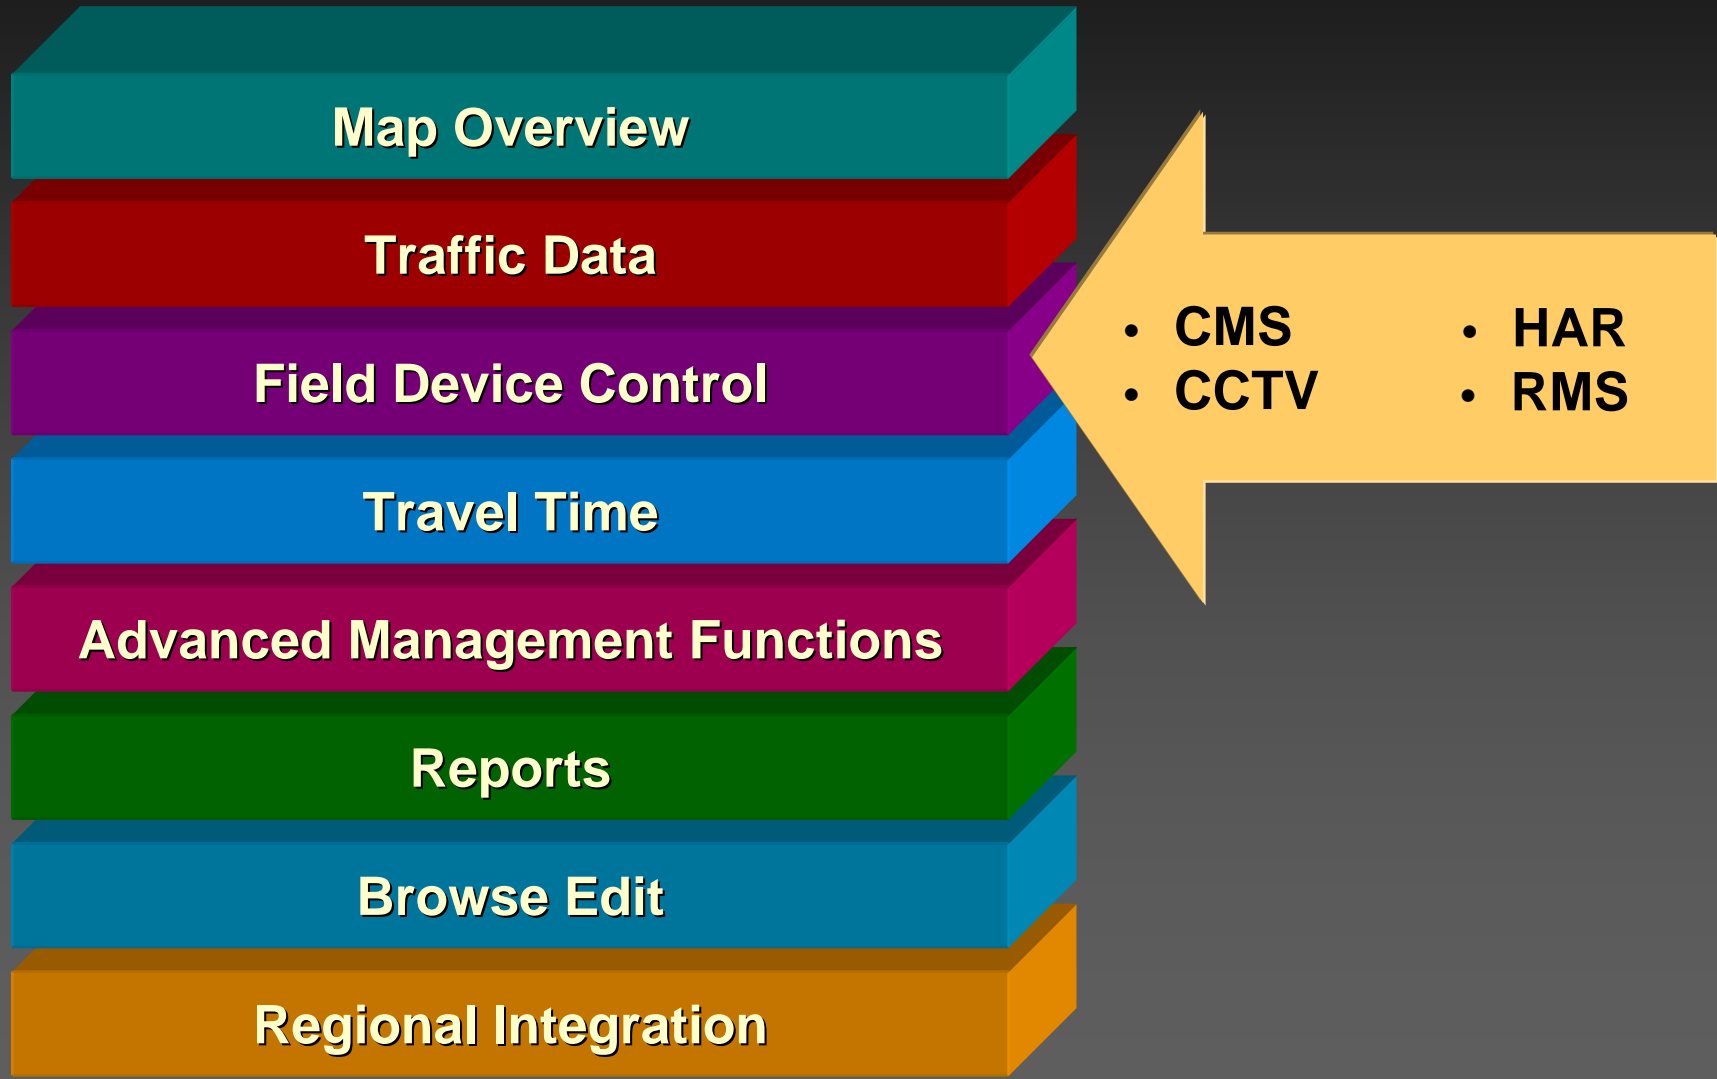 Map Overview
Traffic Data
Field Device Control
Travel Time
Advanced Management Functions
Reports
Browse Edit
Regional Integration
• CMS
• CCTV
• HAR
• RMS